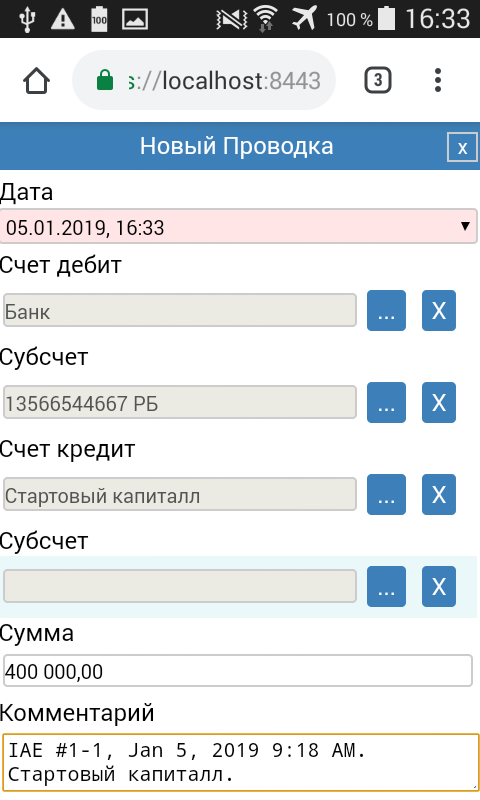 100 100 % 16:33
s://localhost:8443 3
Новый Проводка x
Дата
05.01.2019, 16:33
Счет дебит
Банк ... X
Субсчет
13566544667 РБ ... X
Счет кредит
Стартовый капиталл ... X
Субсчет
... X
Сумма
400 000,00
Комментарий
IAE #1-1, Jan 5, 2019 9:18 AM.
Стартовый капиталл.